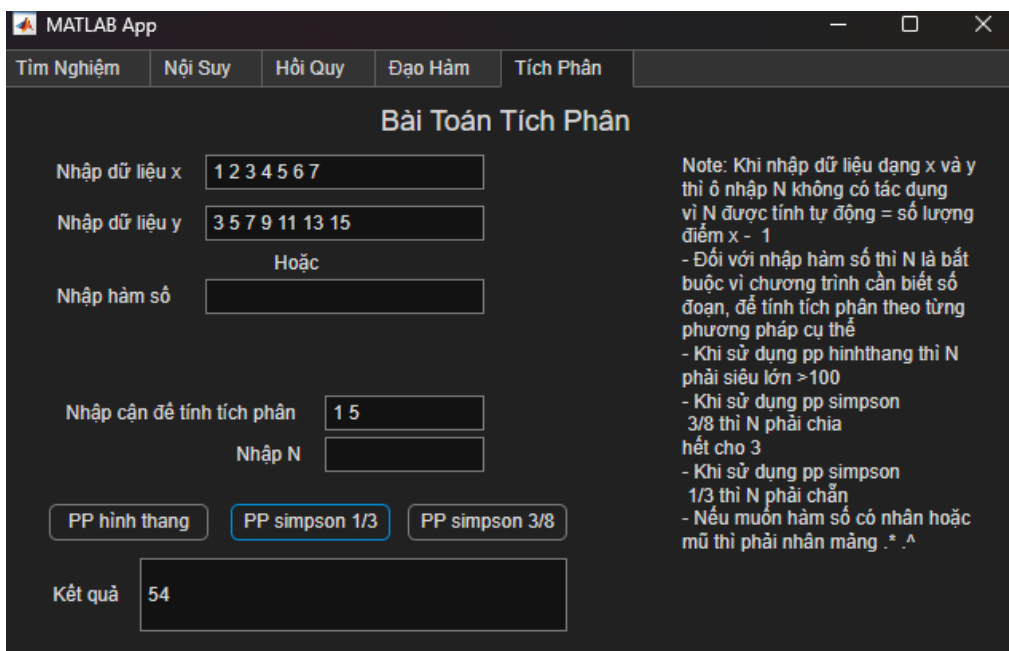 MATLAB App
Tìm Nghiệm
Nội Suy
Hồi Quy
Đạo Hàm
Tích Phân
Bài Toán Tích Phân
Nhập dữ liệu x
1 2 3 4 5 6 7
Nhập dữ liệu y
3 5 7 9 11 13 15
Hoặc
Nhập hàm số
Nhập cận để tính tích phân
1 5
Nhập N
PP hình thang
PP simpson 1/3
PP simpson 3/8
Kết quả
54
Note: Khi nhập dữ liệu dạng x và y
thì ô nhập N không có tác dụng
vì N được tính tự động = số lượng
điểm x - 1
- Đối với nhập hàm số thì N là bắt
buộc vì chương trình cần biết số
đoạn, để tính tích phân theo từng
phương pháp cụ thể
- Khi sử dụng pp hinhthang thì N
phải siêu lớn >100
- Khi sử dụng pp simpson
3/8 thì N phải chia
hết cho 3
- Khi sử dụng pp simpson
1/3 thì N phải chẵn
- Nếu muốn hàm số có nhân hoặc
mũ thì phải nhân mảng .* .^